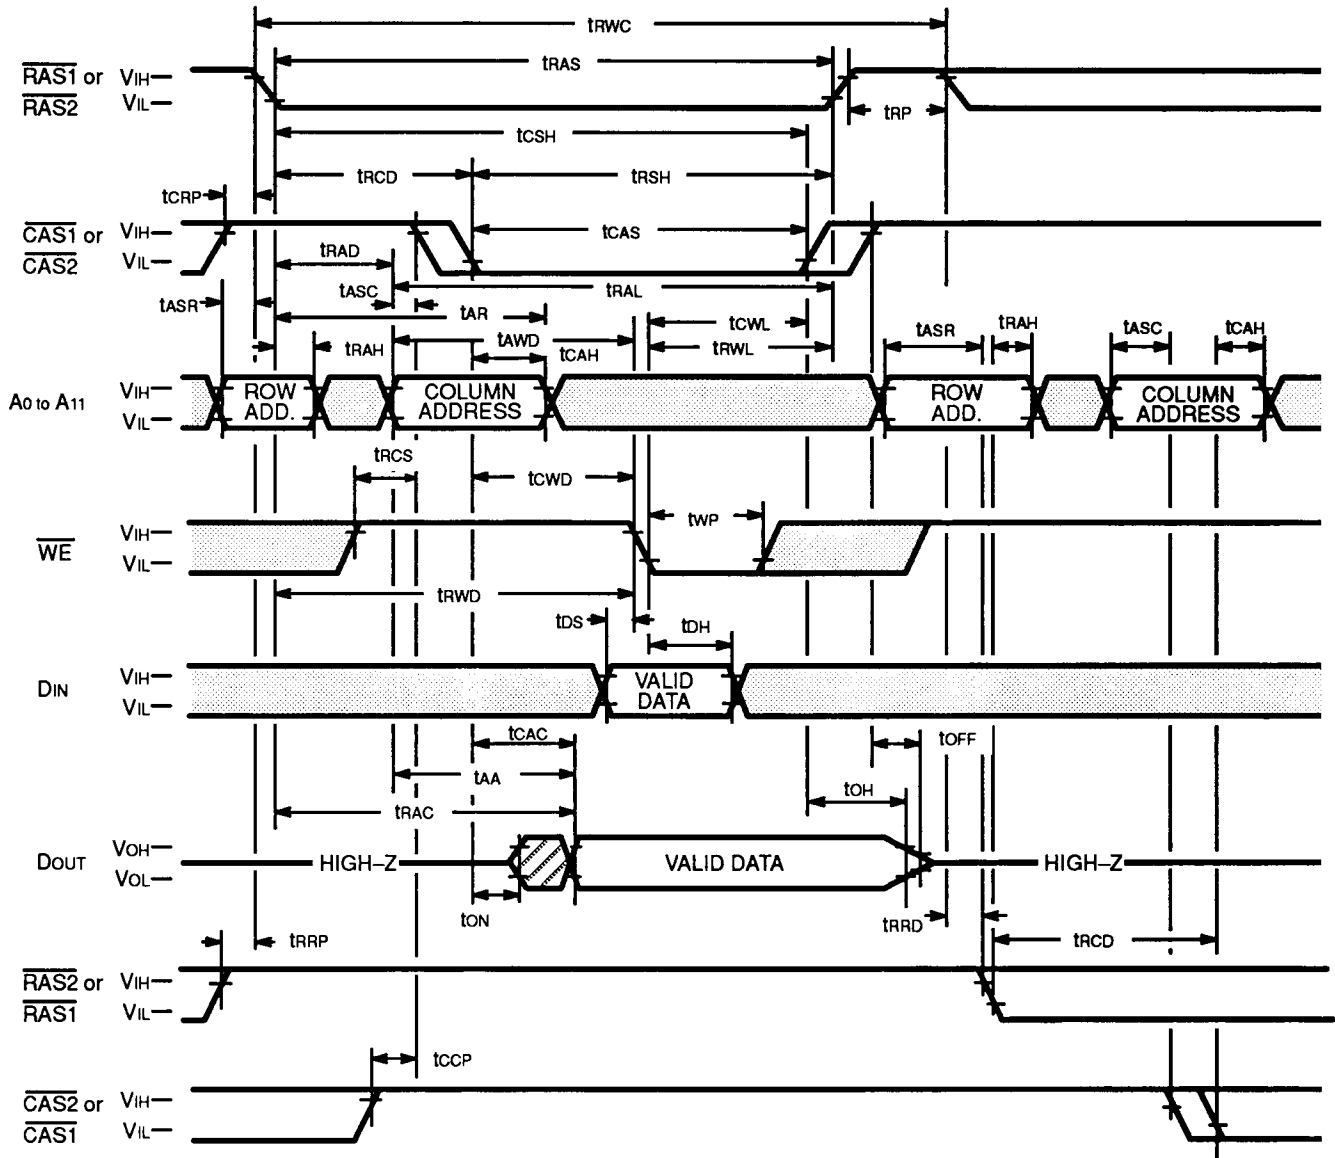 tRWC
tRAS
RAS1 or VIH
RAS2 VIL
tRP
tCSH
tRCD tRSH
tCRP
CAS1 or VIH
CAS2 VIL
tCAS
tRAD
tASR tASC tRAL
tAR tCWL tASR tRAH tASC tCAH
tRAH tAWD tCAH tRWL
A0 to A11 VIH VIL
ROW ADD.
COLUMN ADDRESS
ROW ADD.
COLUMN ADDRESS
tRCS tCWD
tWP
WE VIH
VIL
tRWD
tDS tDH
DIN VIH
VIL
VALID DATA
tCAC tOFF
tAA tOH
tRAC
DOUT VOH
VOL
HIGH–Z VALID DATA HIGH–Z
tON tRRD
tRRP tRCD
RAS2 or VIH
RAS1 VIL
tCCP
CAS2 or VIH
CAS1 VIL